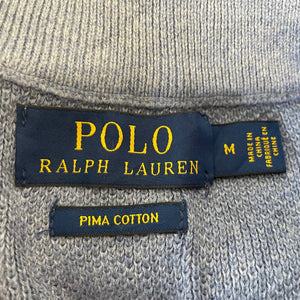 POLO
RALPH LAUREN
M
MADE IN
CHINA
FABRIQUÉ EN
CHINE
PIMA COTTON